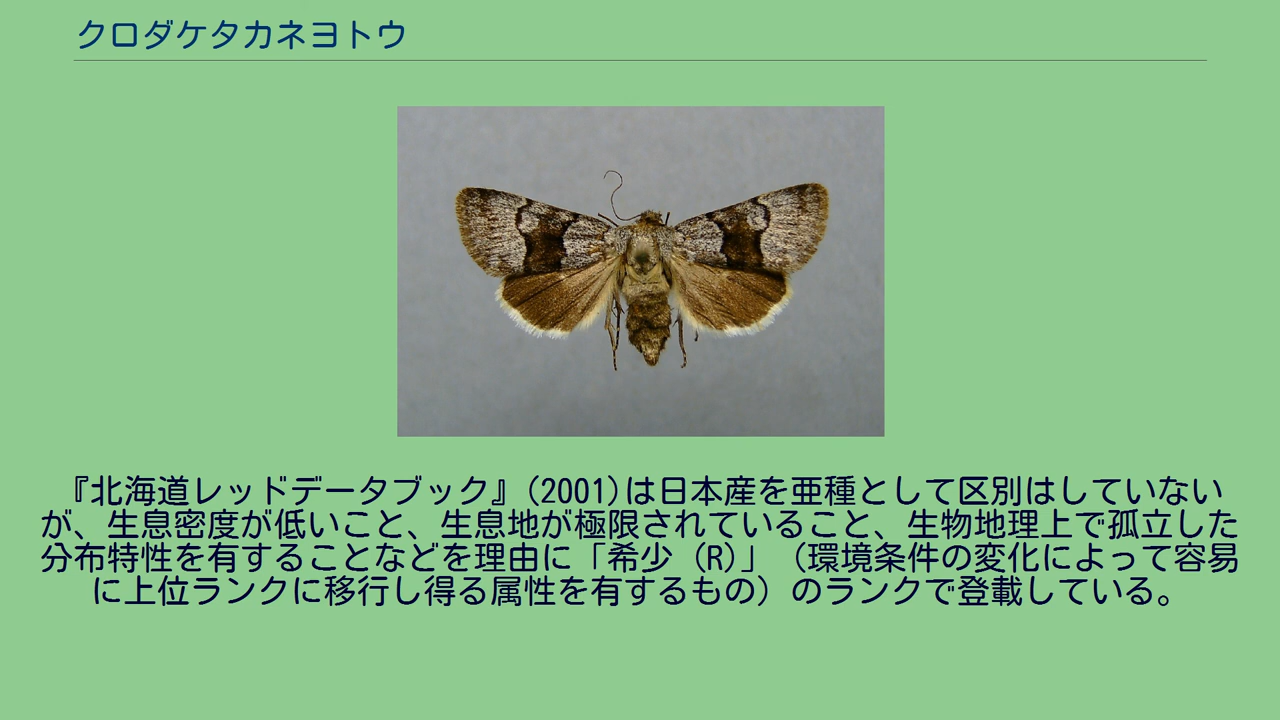 クロダケタカネヨトウ
『北海道レッドデータブック』(2001)は日本産を亜種として区別はしていない
が、生息密度が低いこと、生息地が極限されていること、生物地理上で孤立した
分布特性を有することなどを理由に「希少 (R)」（環境条件の変化によって容易
に上位ランクに移行し得る属性を有するもの）のランクで登載している。